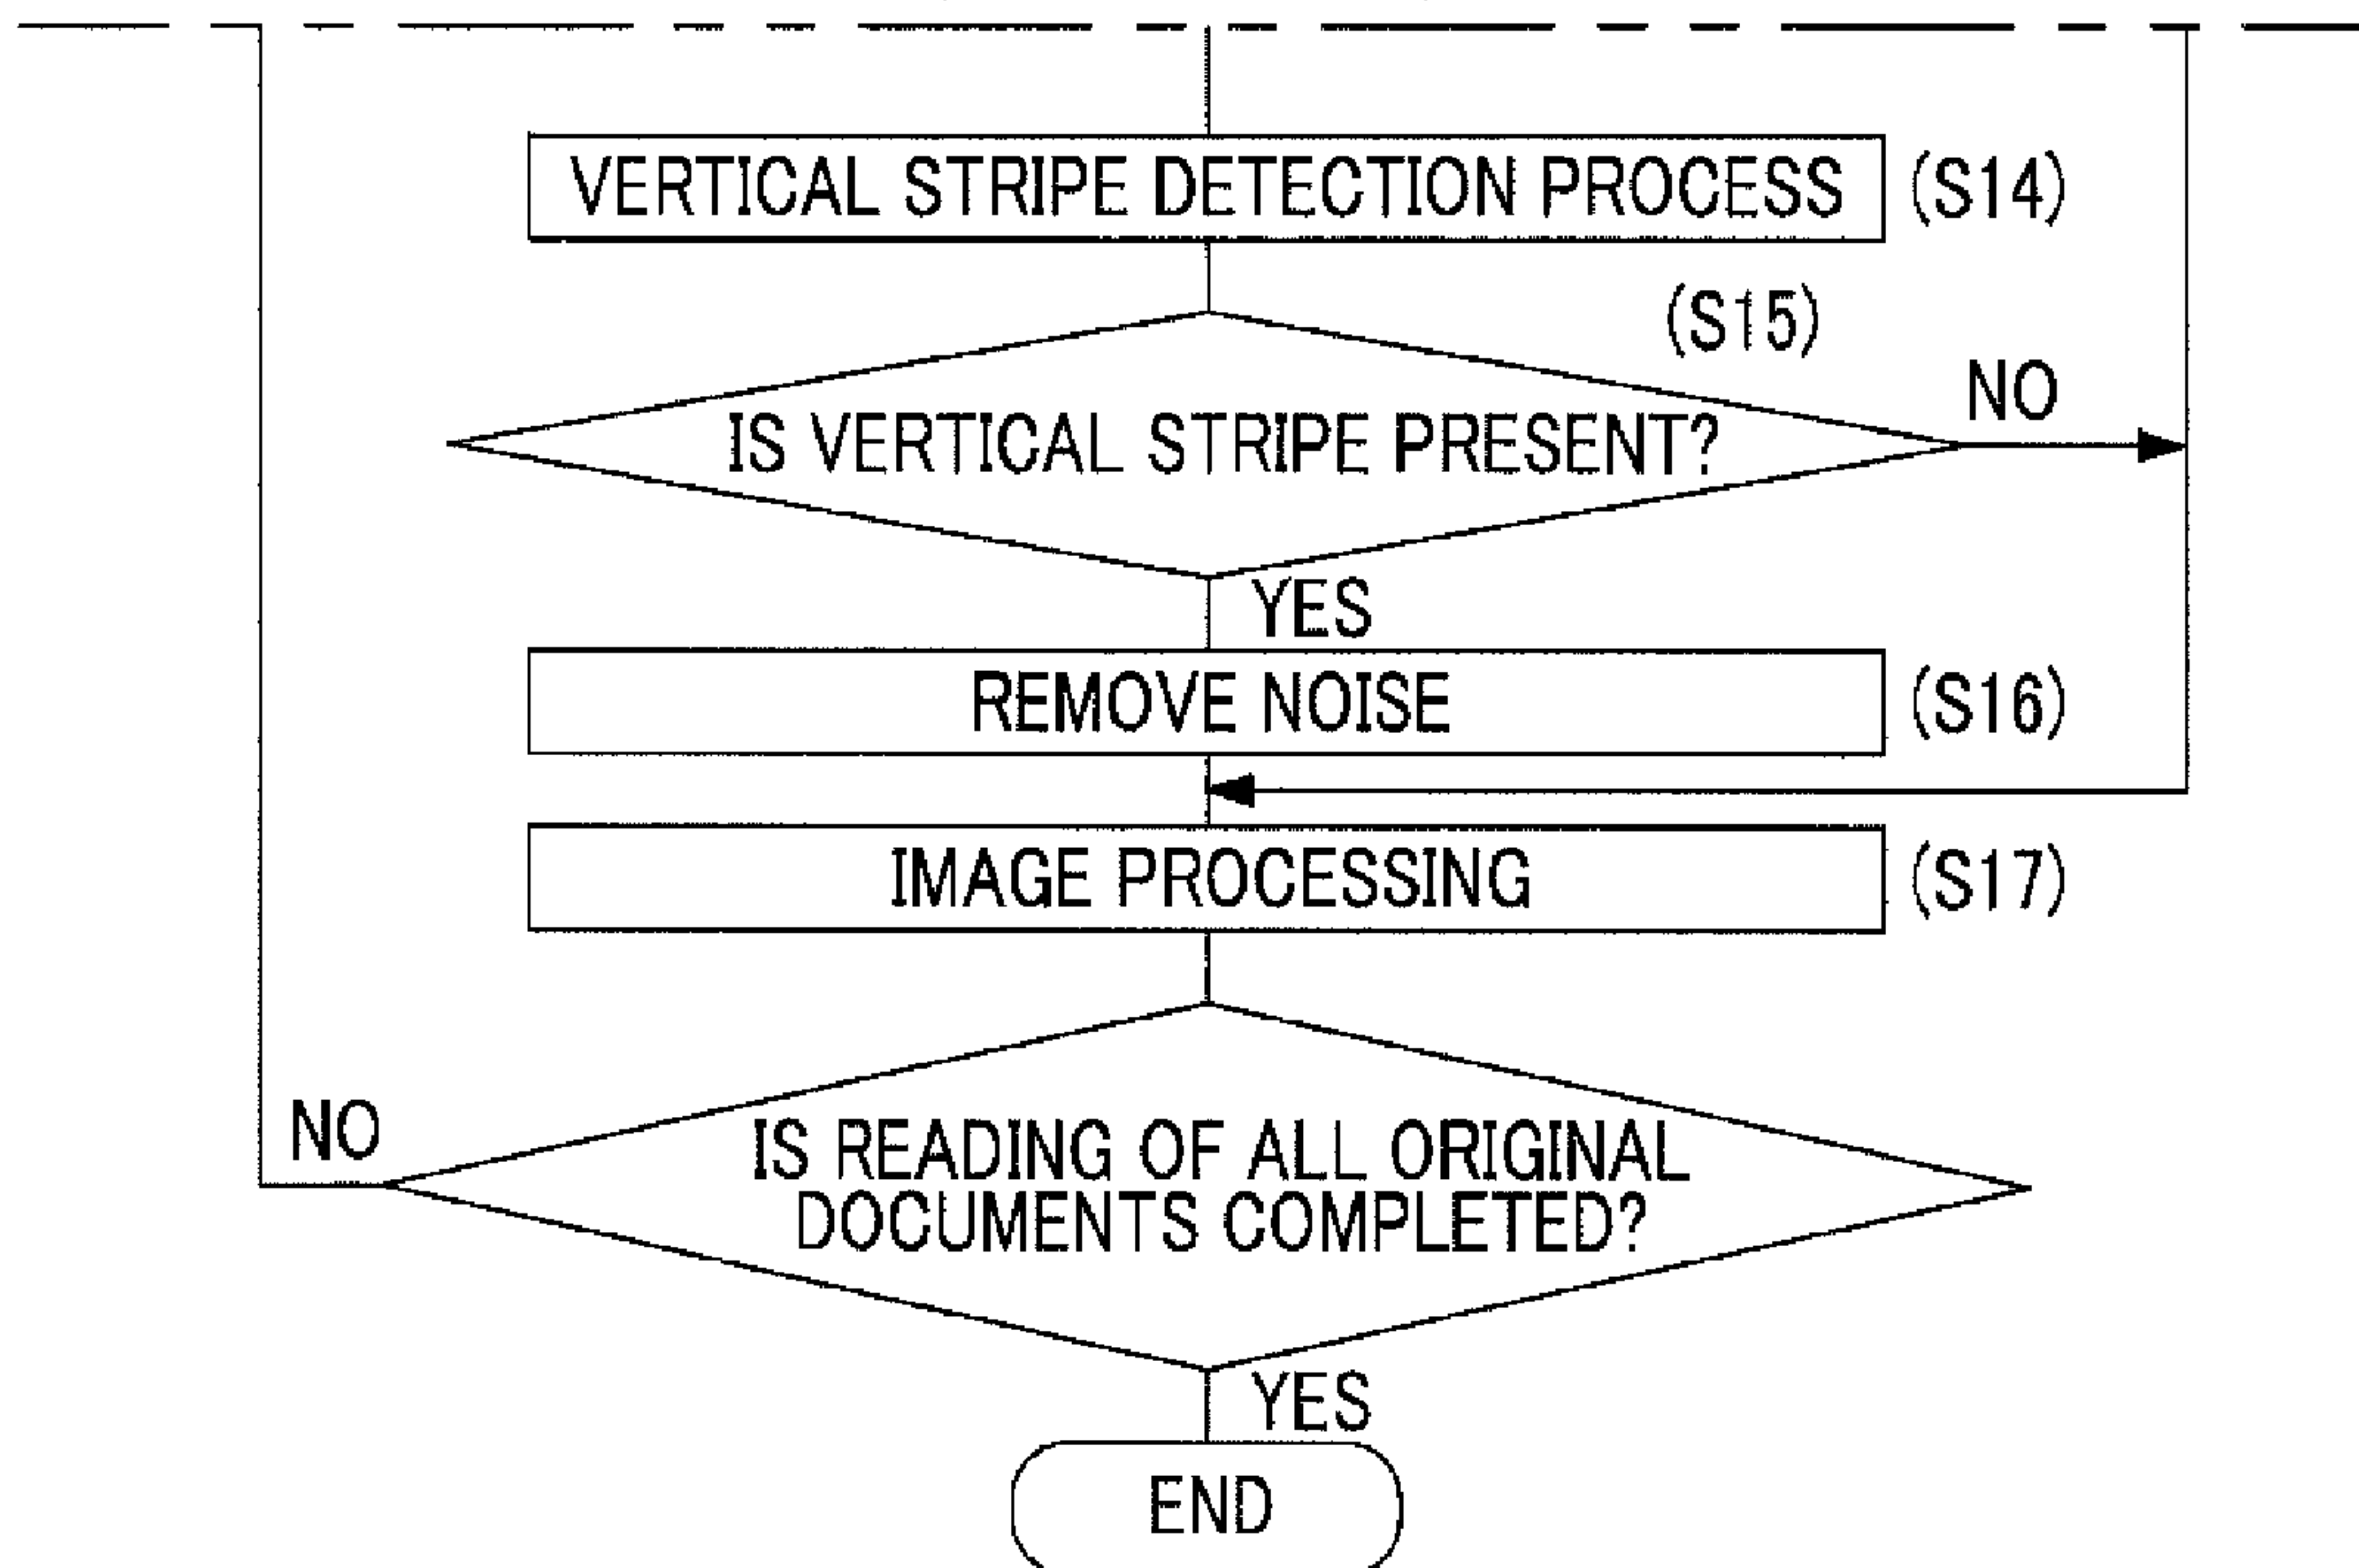 VERTICAL STRIPE DETECTION PROCESS (S14)
(S15)
NO
IS VERTICAL STRIPE PRESENT?
YES
REMOVE NOISE (S16)
IMAGE PROCESSING (S17)
NO
IS READING OF ALL ORIGINAL
DOCUMENTS COMPLETED?
YES
END